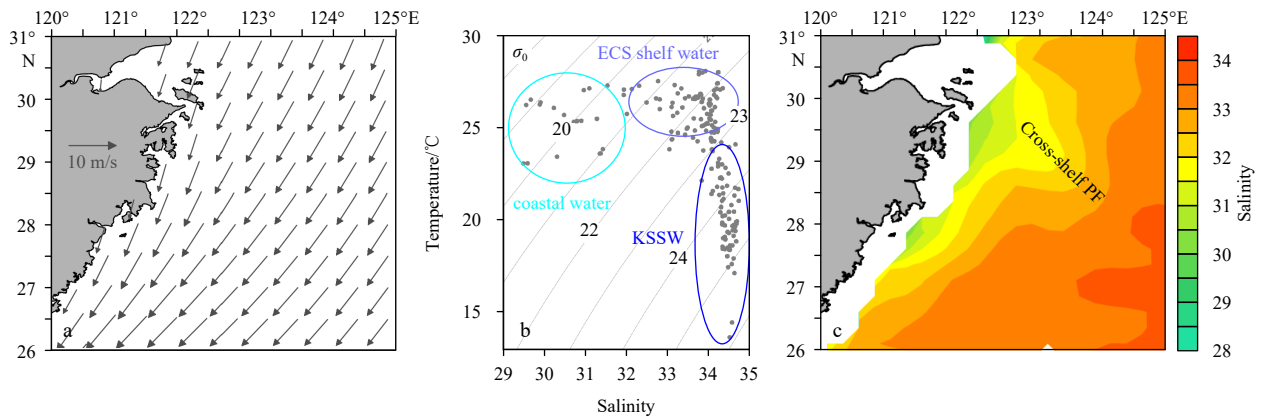 120° 121° 122° 123° 124° 125°E
31°
N
30
29
28
27
26
10 m/s
a
30
25
20
15
Temperature/°C
σ₀
ECS shelf water
20
23
coastal water
22
KSSW
24
b
29 30 31 32 33 34 35
Salinity
120° 121° 122° 123° 124° 125°E
31°
N
30
29
28
27
26
Cross-shelf PF
c
34
33
32
31
30
29
28
Salinity